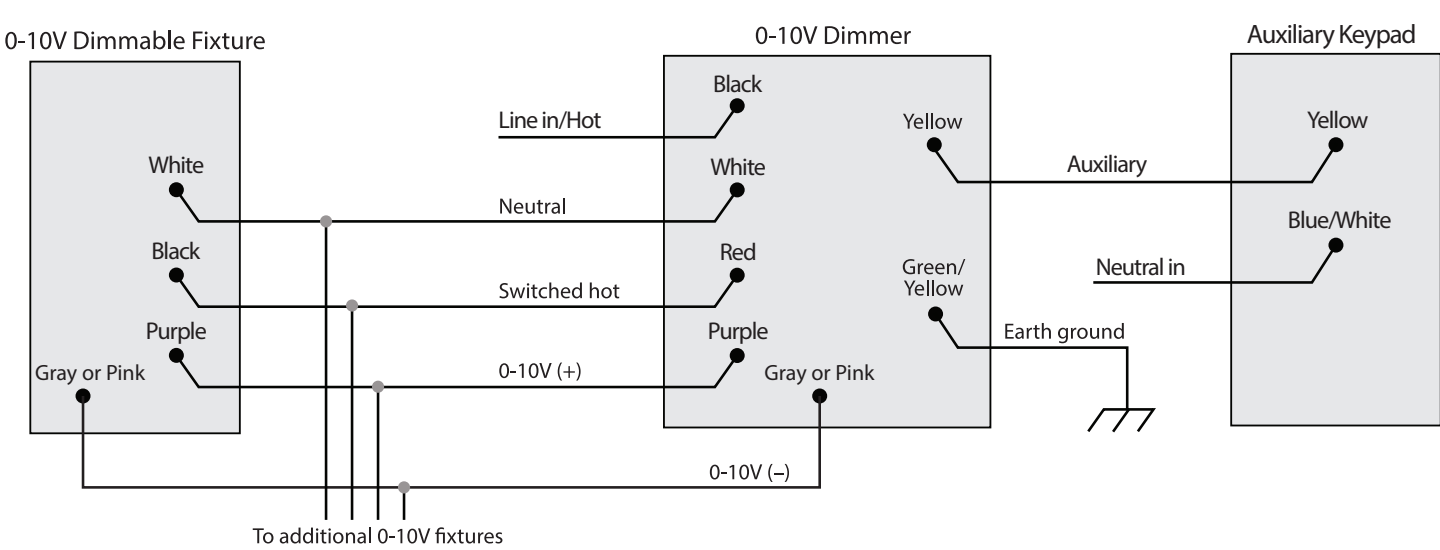 0-10V Dimmable Fixture
White
Black
Purple
Gray or Pink
Line in/Hot
Neutral
Switched hot
0-10V (+)
0-10V (–)
To additional 0-10V fixtures
0-10V Dimmer
Black
White
Red
Purple
Gray or Pink
Yellow
Green/
Yellow
Auxiliary
Earth ground
Neutral in
Auxiliary Keypad
Yellow
Blue/White